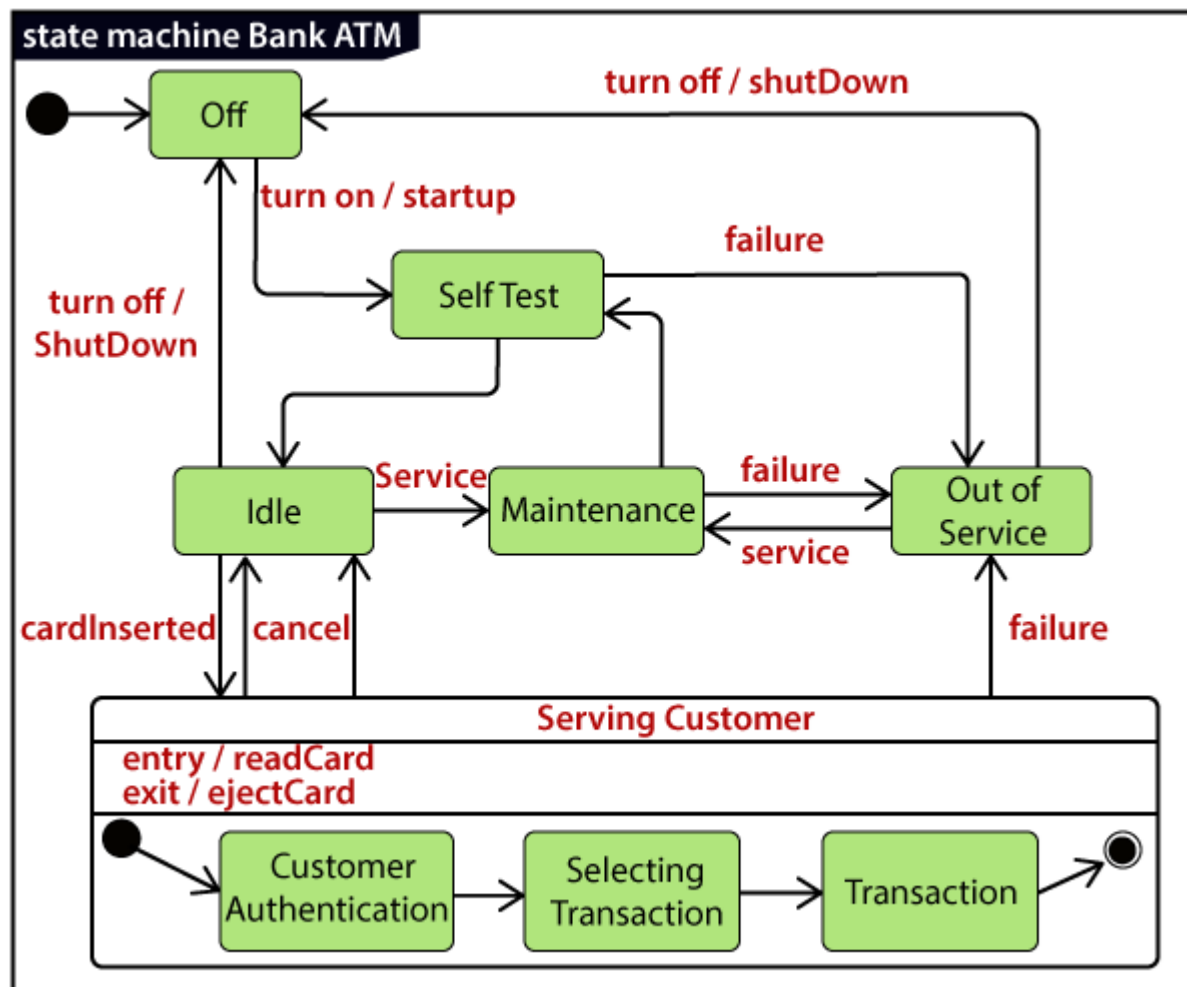 state machine Bank ATM
turn off / shutDown
Off
turn on / startup
failure
Self Test
turn off /
ShutDown
Service
failure
Idle
Maintenance
Out of
Service
service
cardInserted
cancel
failure
Serving Customer
entry / readCard
exit / ejectCard
Customer
Authentication
Selecting
Transaction
Transaction